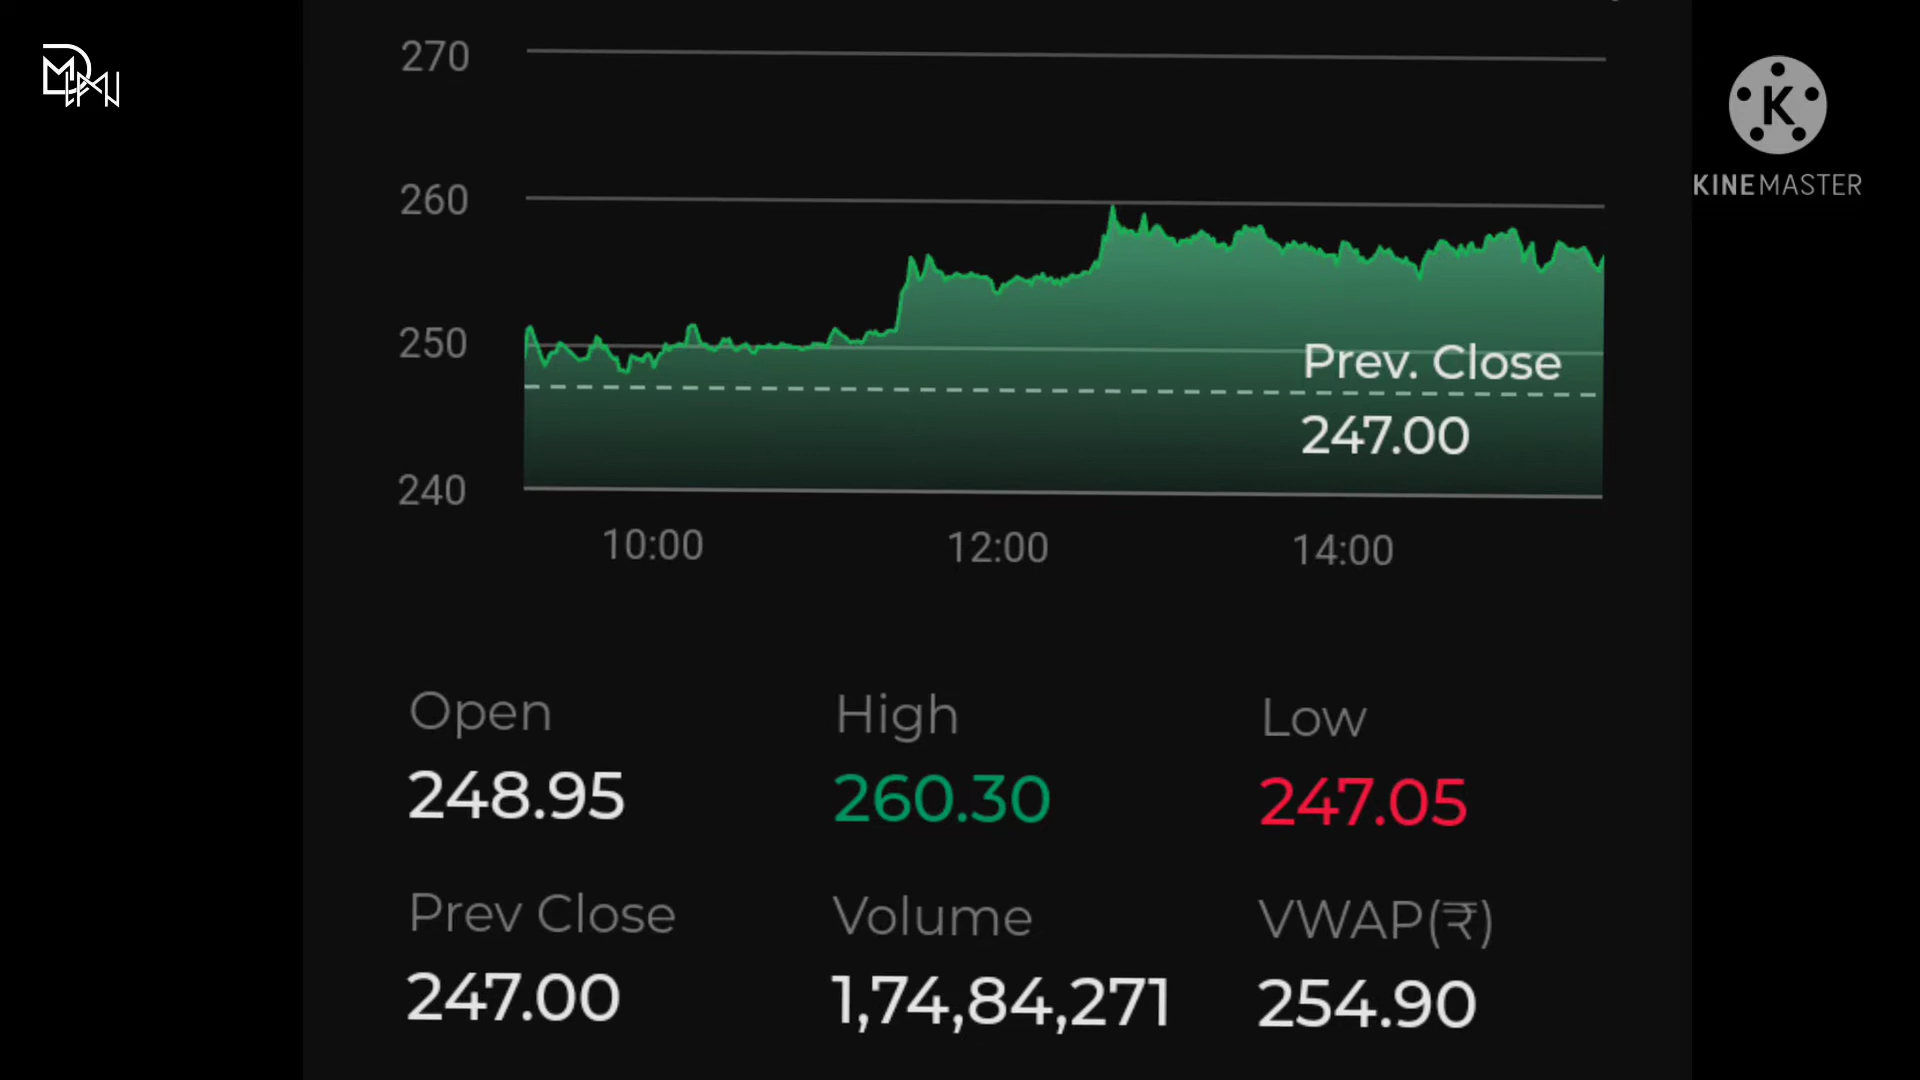 270
KINEMASTER
260
250
Prev. Close
247.00
240
10:00 12:00 14:00
Open High Low
248.95 260.30 247.05
Prev Close Volume VWAP(₹)
247.00 1,74,84,271 254.90